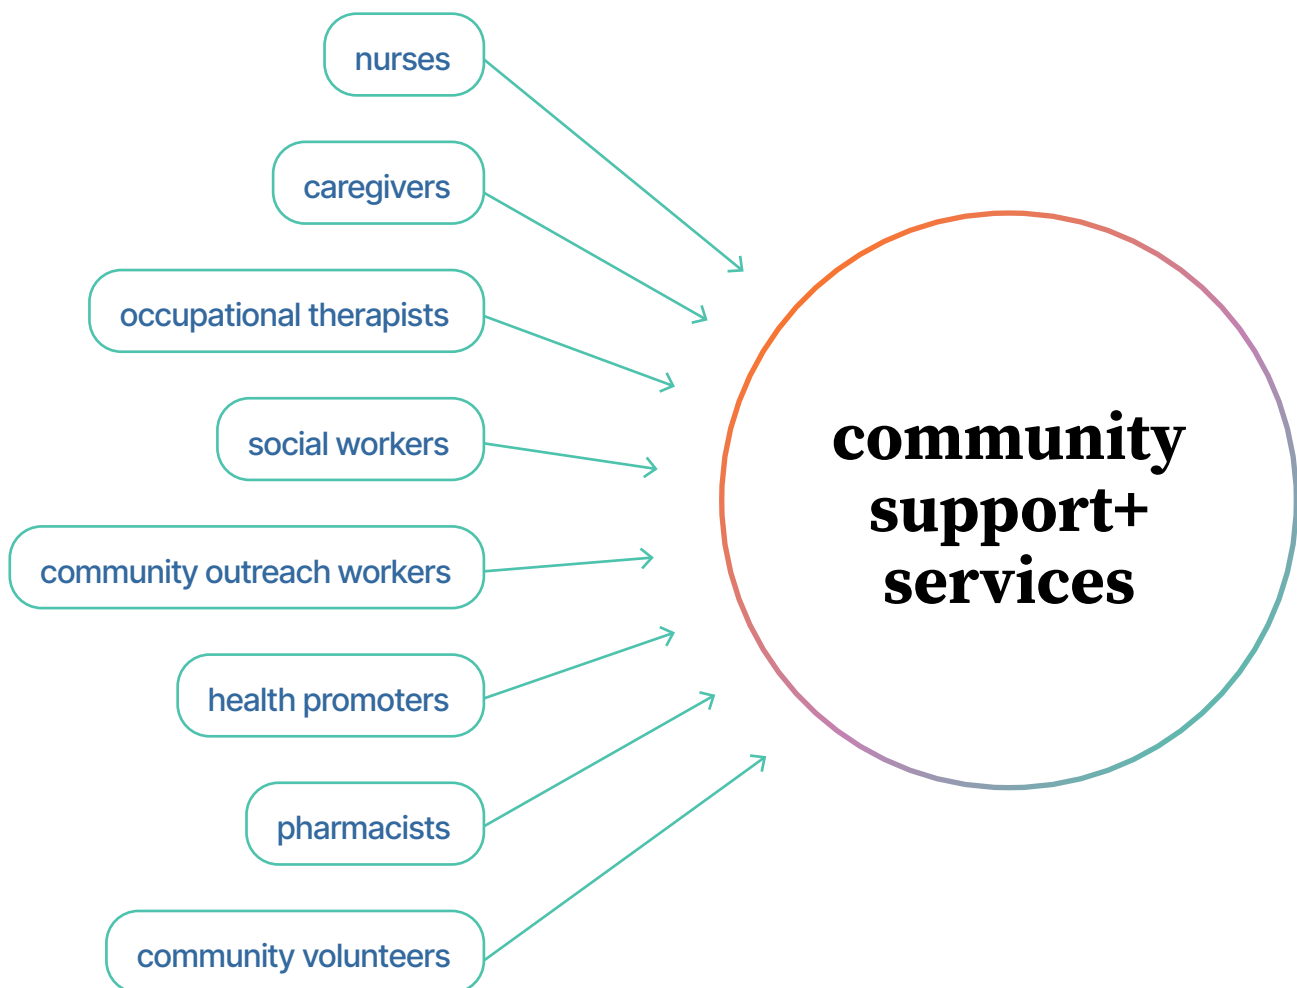 nurses
caregivers
occupational therapists
social workers
community outreach workers
health promoters
pharmacists
community volunteers
community
support+
services